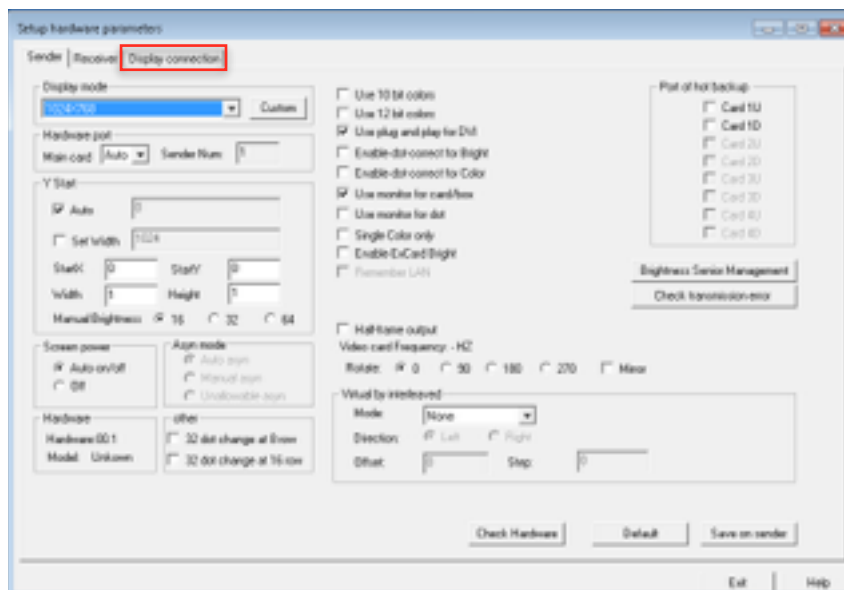 Setup hardware parameters
Sender Receiver Display connection
Display mode
1024×768 Custom
Hardware port
Main card Auto Sender Num 1
Y Start
Auto 0
Set Width 1024
StartX 0 StartY 0
Width 1 Height 1
Manual Brightness 16 32 64
Screen power
Auto on/off
Off
Asyn mode
Auto asyn
Manual asyn
Unallowable asyn
Hardware
Hardware:00.1
Model: Unkown
other
32 dot change at 8 row
32 dot change at 16 row
Use 10 bit colors
Use 12 bit colors
Use plug and play for DVI
Enable dot-correct for Bright
Enable dot-correct for Color
Use monitor for card/box
Use monitor for dot
Single Color only
Enable ExCard Bright
Remember LAN
Half-frame output
Video card Frequency: - HZ
Rotate: 0 90 180 270 Mirror
Virtual by interleaved
Mode: None
Direction: Left Right
Offset: 0 Step: 0
Port of hot backup
Card 1U
Card 1D
Card 2U
Card 2D
Card 3U
Card 3D
Card 4U
Card 4D
Brightness Senior Management
Check transmission error
Check Hardware Default Save on sender
Exit Help